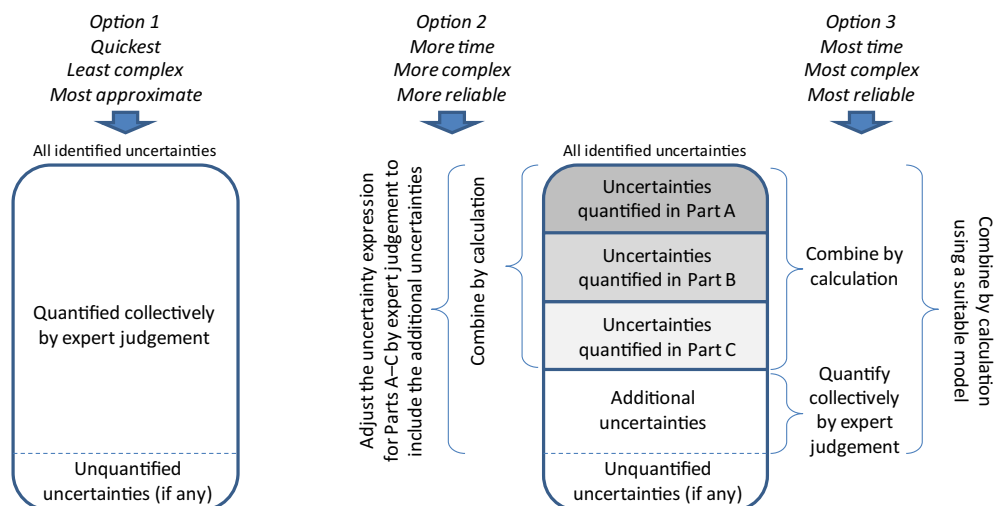 Option 1
Quickest
Least complex
Most approximate
All identified uncertainties
Quantified collectively
by expert judgement
Unquantified
uncertainties (if any)
Option 2
More time
More complex
More reliable
Adjust the uncertainty expression
for Parts A–C by expert judgement to
include the additional uncertainties
Combine by calculation
All identified uncertainties
Uncertainties
quantified in Part A
Uncertainties
quantified in Part B
Uncertainties
quantified in Part C
Additional
uncertainties
Unquantified
uncertainties (if any)
Option 3
Most time
Most complex
Most reliable
Combine by
calculation
Quantify
collectively
by expert
judgement
Combine by calculation
using a suitable model